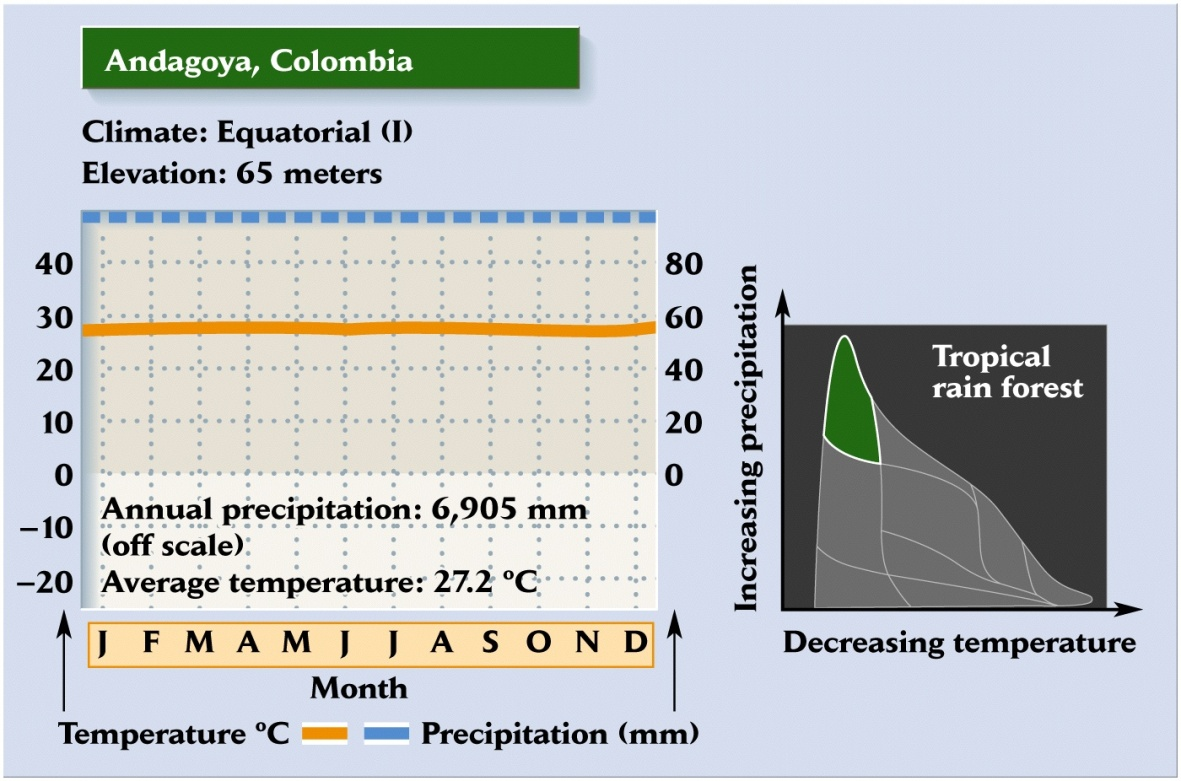 Andagoya, Colombia
Climate: Equatorial (I)
Elevation: 65 meters
40
30
20
10
0
−10
−20
80
60
40
20
0
Annual precipitation: 6,905 mm
(off scale)
Average temperature: 27.2 ºC
J F M A M J J A S O N D
Month
Temperature ºC
Precipitation (mm)
Increasing precipitation
Tropical
rain forest
Decreasing temperature